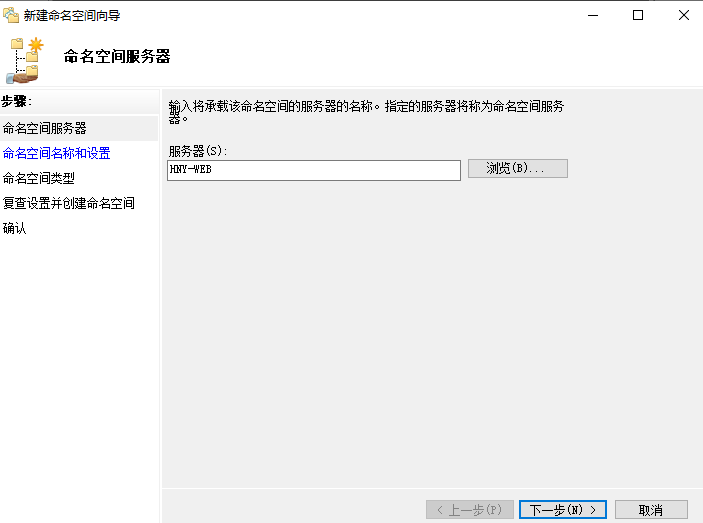 新建命名空间向导
命名空间服务器
步骤:
命名空间服务器
命名空间名称和设置
命名空间类型
复查设置并创建命名空间
确认
输入将承载该命名空间的服务器的名称。指定的服务器将称为命名空间服务
器。
服务器(S):
HNY-WEB
浏览(B)...
< 上一步(P)
下一步(N) >
取消